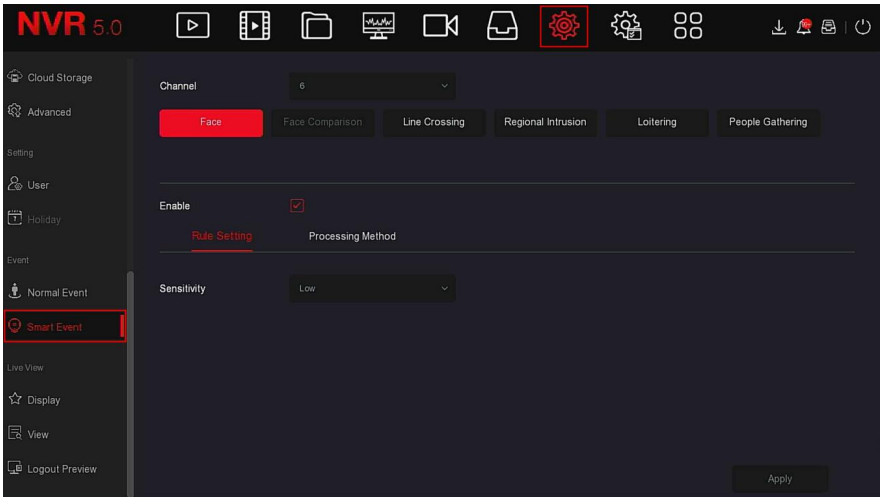 NVR 5.0
Cloud Storage
Advanced
Setting
User
Holiday
Event
Normal Event
Smart Event
Live View
Display
View
Logout Preview
Channel 6
Face Face Comparison Line Crossing Regional Intrusion Loitering People Gathering
Enable
Rule Setting Processing Method
Sensitivity Low
Apply